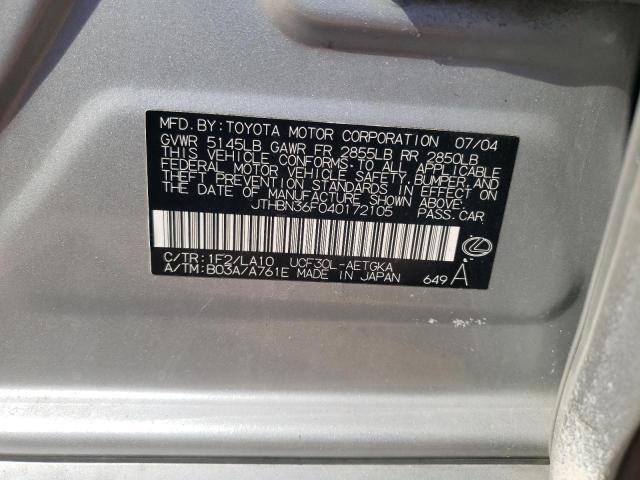 MFD. BY: TOYOTA MOTOR CORPORATION 07/04
GVWR 5145LB GAWR FR 2855LB RR 2850LB
THIS VEHICLE CONFORMS TO ALL APPLICABLE
FEDERAL MOTOR VEHICLE SAFETY, BUMPER, AND
THEFT PREVENTION STANDARDS IN EFFECT ON
THE DATE OF MANUFACTURE SHOWN ABOVE.
JTHBN36F040172105 PASS. CAR
C/TR: 1F2/LA10 UCF30L-AETGKA
A/TM: B03A/A761E MADE IN JAPAN 649 A